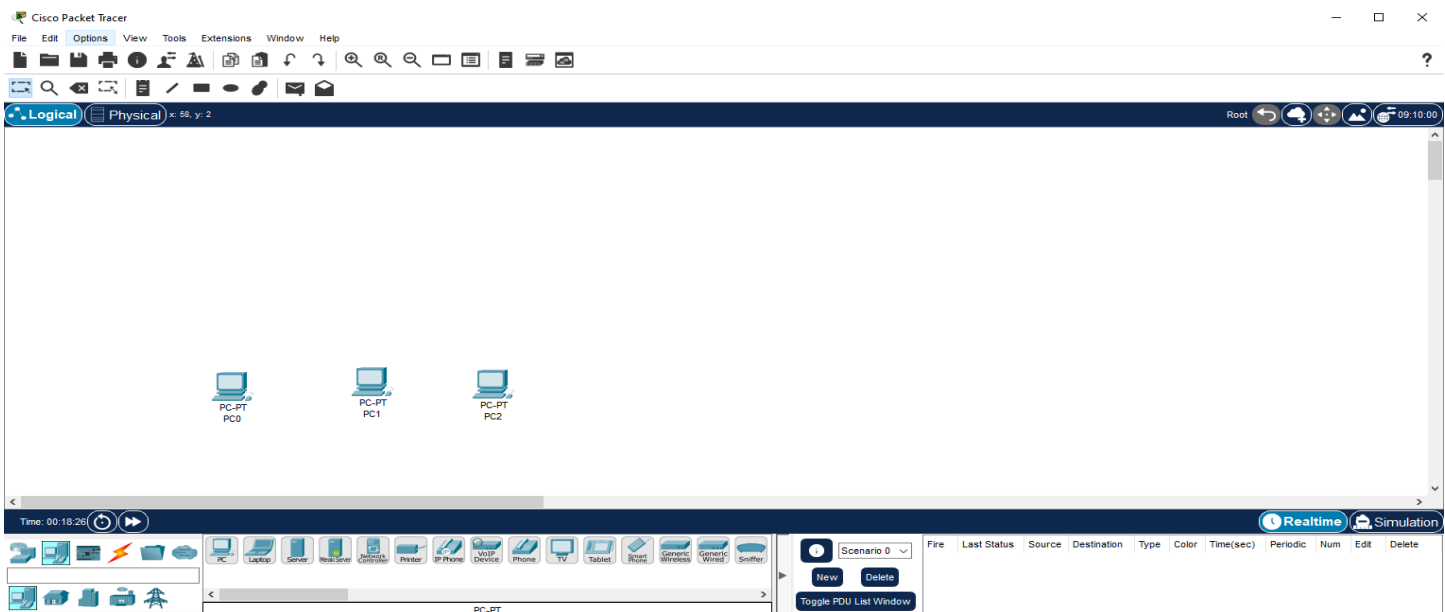 Cisco Packet Tracer
File Edit Options View Tools Extensions Window Help
?
Logical Physical x: 58, y: 2 Root 09:10:00
PC-PT
PC0
PC-PT
PC1
PC-PT
PC2
Time: 00:18:26 Realtime Simulation
PC Laptop Server Meraki Server Network Controller Printer IP Phone VoIP Device Phone TV Tablet Smart Phone Generic Wireless Generic Wired Sniffer
PC-PT
Scenario 0
New Delete
Toggle PDU List Window
Fire Last Status Source Destination Type Color Time(sec) Periodic Num Edit Delete